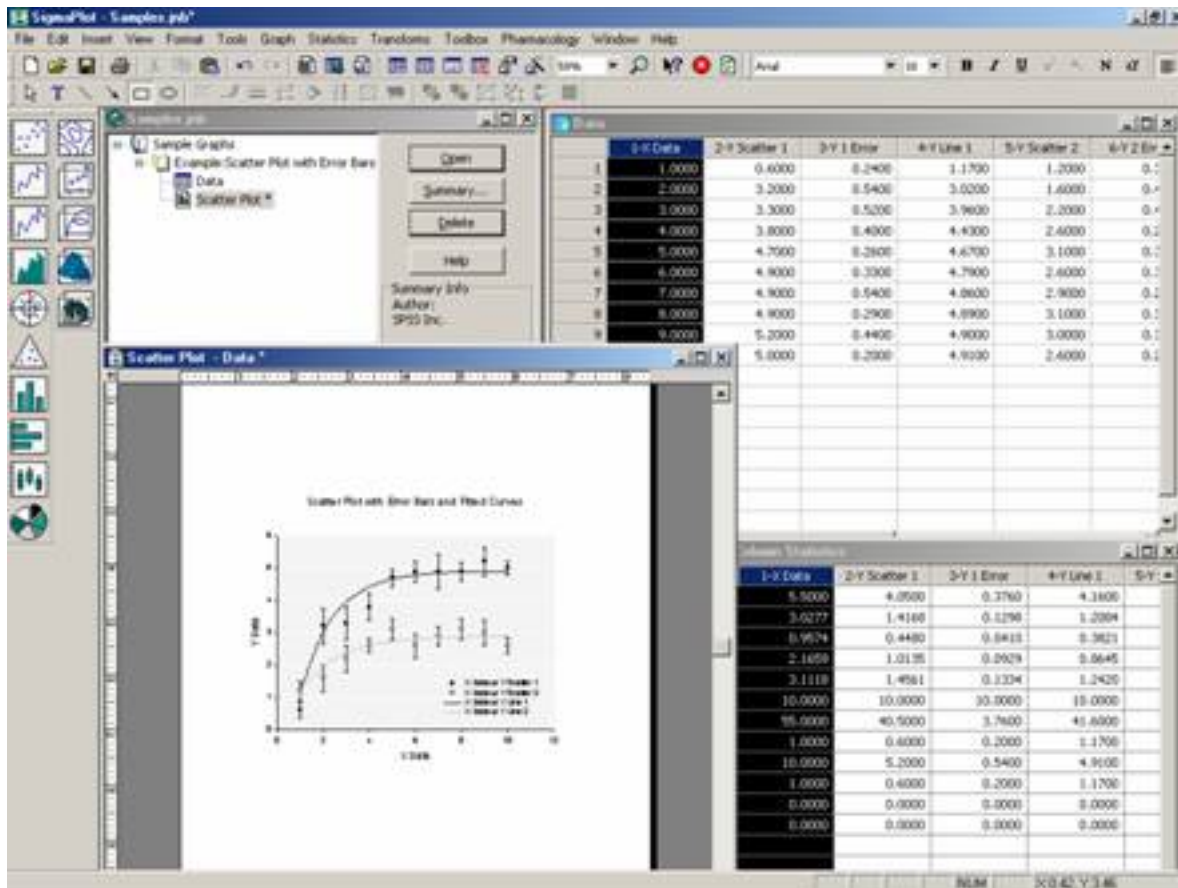 SigmaPlot - Samples.jnb*
File Edit Insert View Format Tools Graph Statistics Transforms Toolbox Pharmacology Window Help
50% Arial B I U N α
Samples.jnb
Sample Graphs
Example Scatter Plot with Error Bars
Data
Scatter Plot *
Open
Summary...
Delete
Help
Summary Info
Author:
SPSS Inc.
Data
1-X Data 2-Y Scatter 1 3-Y 1 Error 4-Y Line 1 5-Y Scatter 2 6-Y 2 Err
1 1.0000 0.6000 0.2400 1.1700 1.2000
2 2.0000 3.2000 0.5400 3.0200 1.6000
3 3.0000 3.3000 0.5200 3.9600 2.2000
4 4.0000 3.8000 0.4000 4.4300 2.6000
5 5.0000 4.7000 0.2600 4.6700 3.1000
6 6.0000 4.9000 0.3300 4.7900 2.6000
7 7.0000 4.9000 0.5400 4.8600 2.9000
8 8.0000 4.9000 0.2900 4.8900 3.1000
9 9.0000 5.2000 0.4400 4.9000 3.0000
5.0000 0.2000 4.9100 2.6000
Scatter Plot - Data *
Scatter Plot with Error Bars and Fitted Curves
Y Data
X Data
Column Statistics
1-X Data 2-Y Scatter 1 3-Y 1 Error 4-Y Line 1 5-Y
5.5000 4.0500 0.3760 4.1600
3.0277 1.4160 0.1298 1.2084
0.9574 0.4480 0.0410 0.3821
2.1659 1.0135 0.0929 0.8645
3.1118 1.4561 0.1334 1.2420
10.0000 10.0000 10.0000 10.0000
55.0000 40.5000 3.7600 41.6000
1.0000 0.6000 0.2000 1.1700
10.0000 5.2000 0.5400 4.9100
1.0000 0.6000 0.2000 1.1700
0.0000 0.0000 0.0000 0.0000
0.0000 0.0000 0.0000 0.0000
NUM X:0.42 Y:3.46